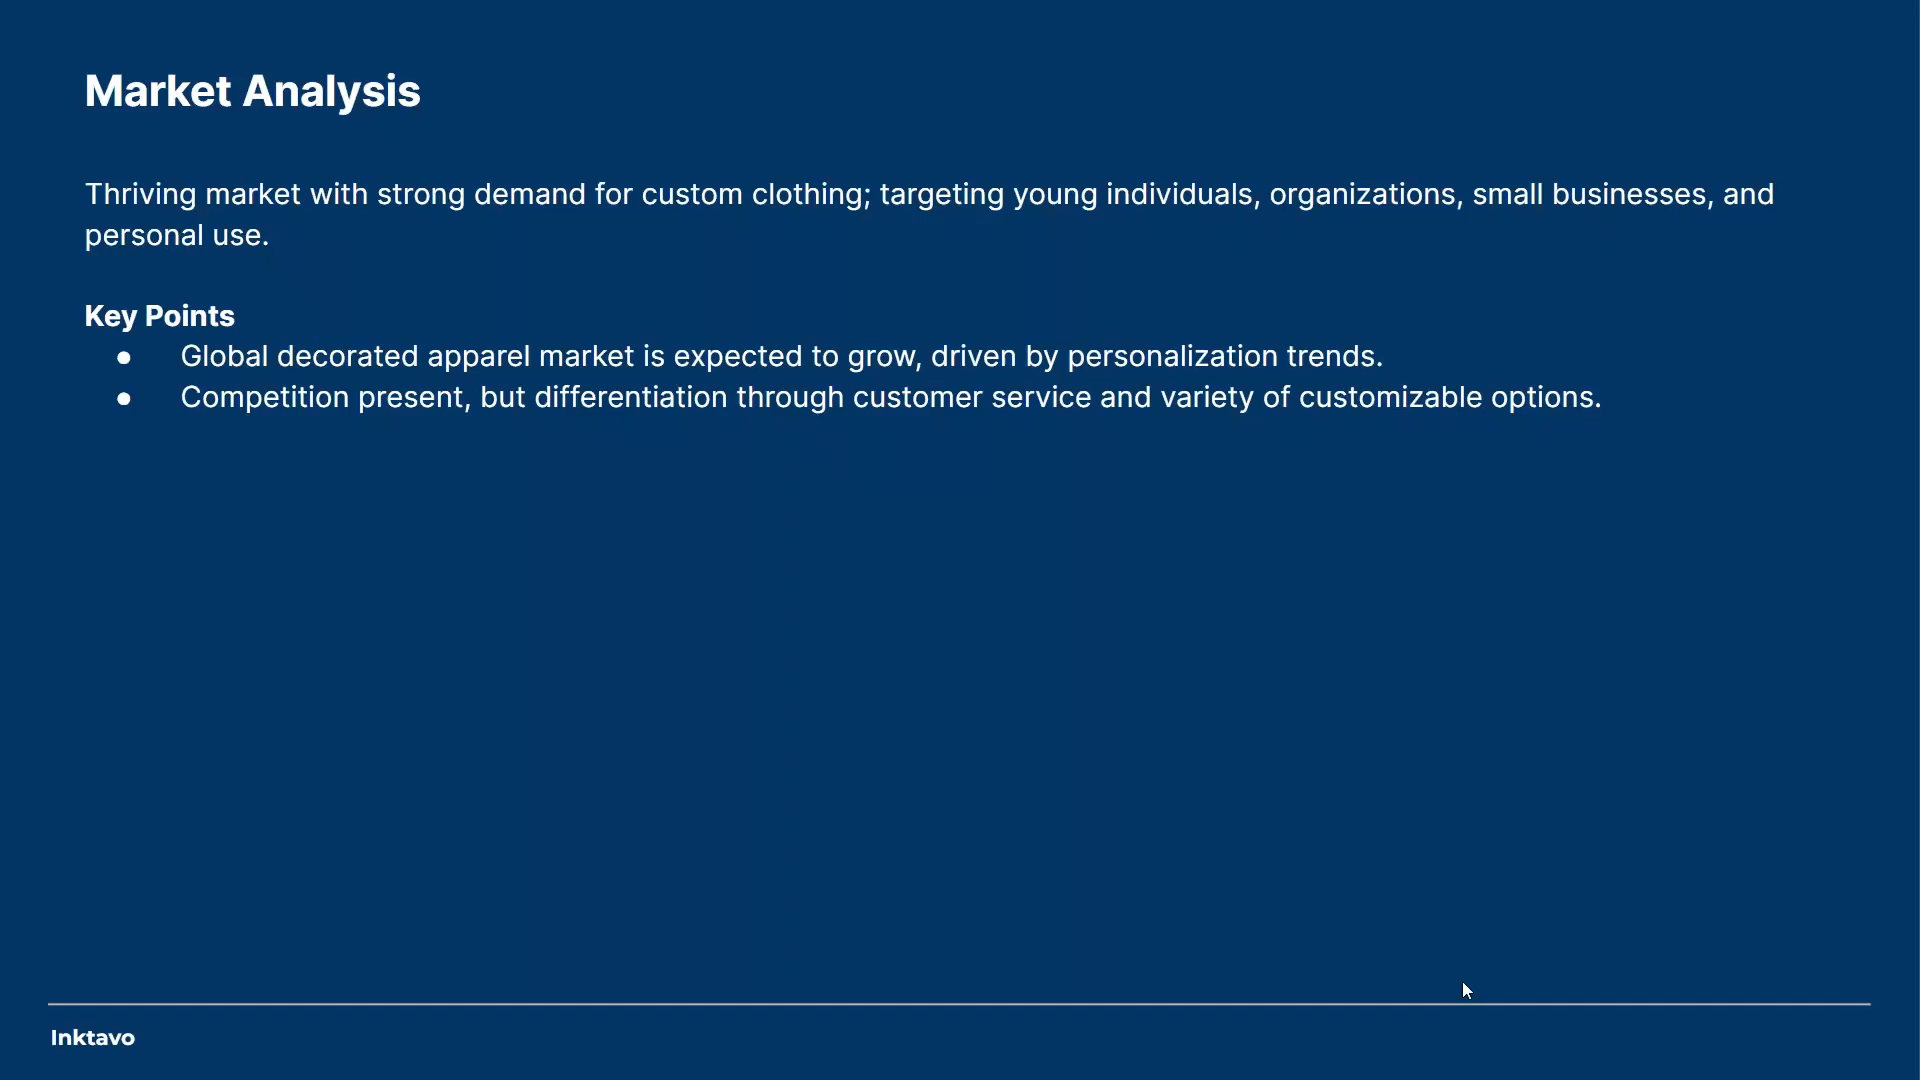 Market Analysis
Thriving market with strong demand for custom clothing; targeting young individuals, organizations, small businesses, and
personal use.
Key Points
● Global decorated apparel market is expected to grow, driven by personalization trends.
● Competition present, but differentiation through customer service and variety of customizable options.
Inktavo